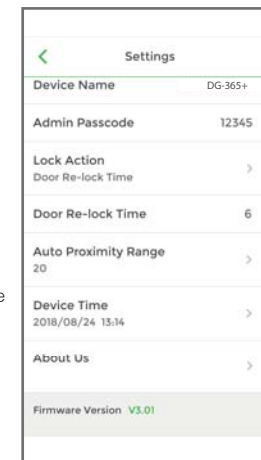 Settings
Device Name DG-365+
Admin Passcode 12345
Lock Action
Door Re-lock Time
Door Re-lock Time 6
Auto Proximity Range
20
e
Device Time
2018/08/24 13:14
About Us
Firmware Version V3.01